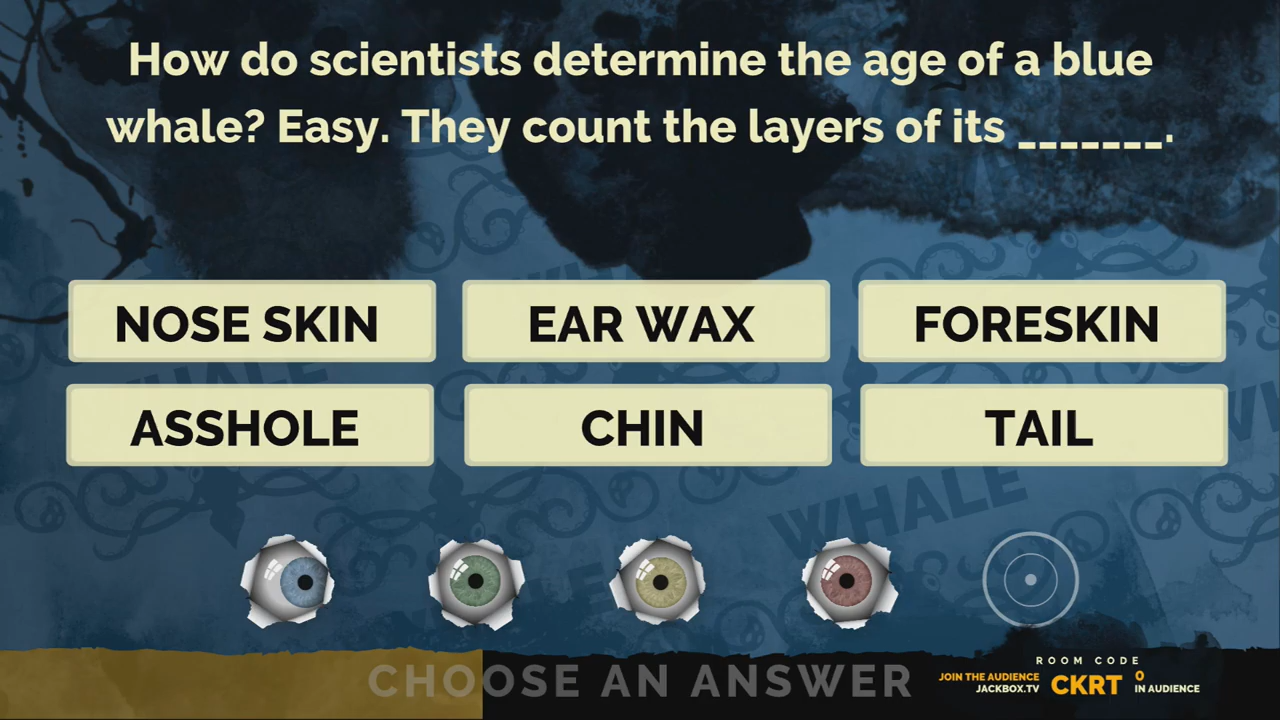 How do scientists determine the age of a blue
whale? Easy. They count the layers of its _______.
NOSE SKIN
EAR WAX
FORESKIN
ASSHOLE
CHIN
TAIL
WHALE
CHOOSE AN ANSWER
ROOM CODE
JOIN THE AUDIENCE
JACKBOX.TV
CKRT
0
IN AUDIENCE